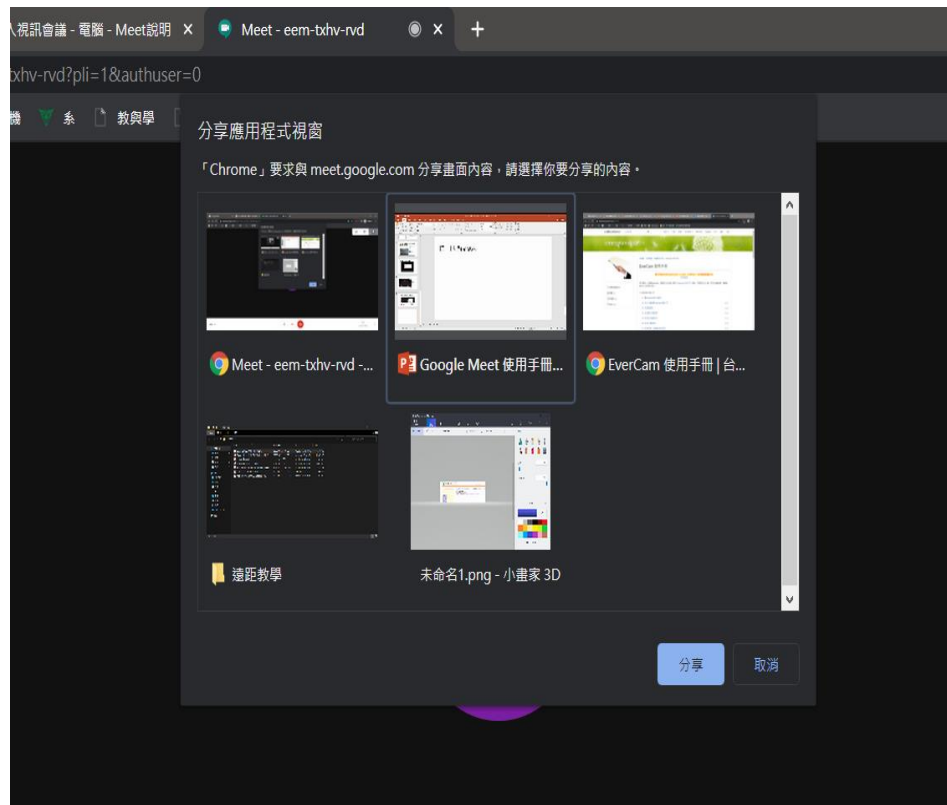 人視訊會議 - 電腦 - Meet說明
Meet - eem-txhv-rvd
txhv-rvd?pli=1&authuser=0
機 系 教與學
分享應用程式視窗
「Chrome」要求與 meet.google.com 分享畫面內容，請選擇你要分享的內容。
Meet - eem-txhv-rvd -...
Google Meet 使用手冊...
EverCam 使用手冊 | 台...
遠距教學
未命名1.png - 小畫家 3D
分享 取消